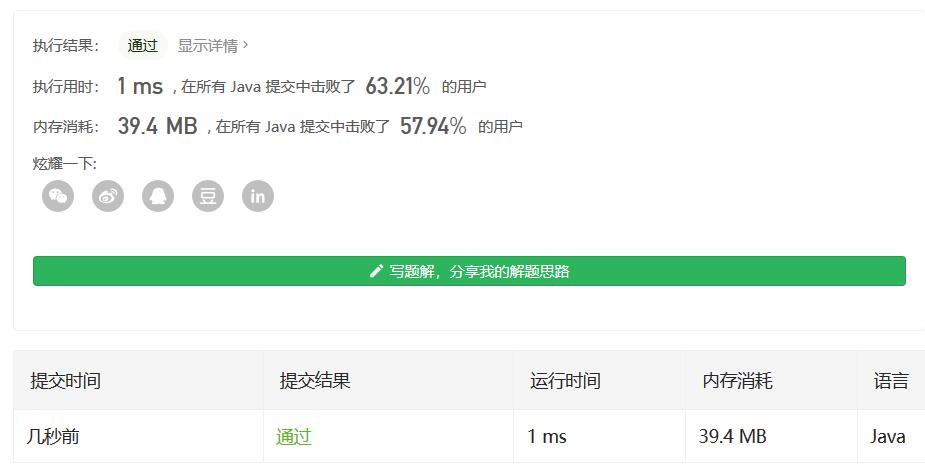 执行结果： 通过 显示详情 ›
执行用时： 1 ms , 在所有 Java 提交中击败了 63.21% 的用户
内存消耗： 39.4 MB , 在所有 Java 提交中击败了 57.94% 的用户
炫耀一下:
豆 in
写题解，分享我的解题思路
提交时间 提交结果 运行时间 内存消耗 语言
几秒前 通过 1 ms 39.4 MB Java